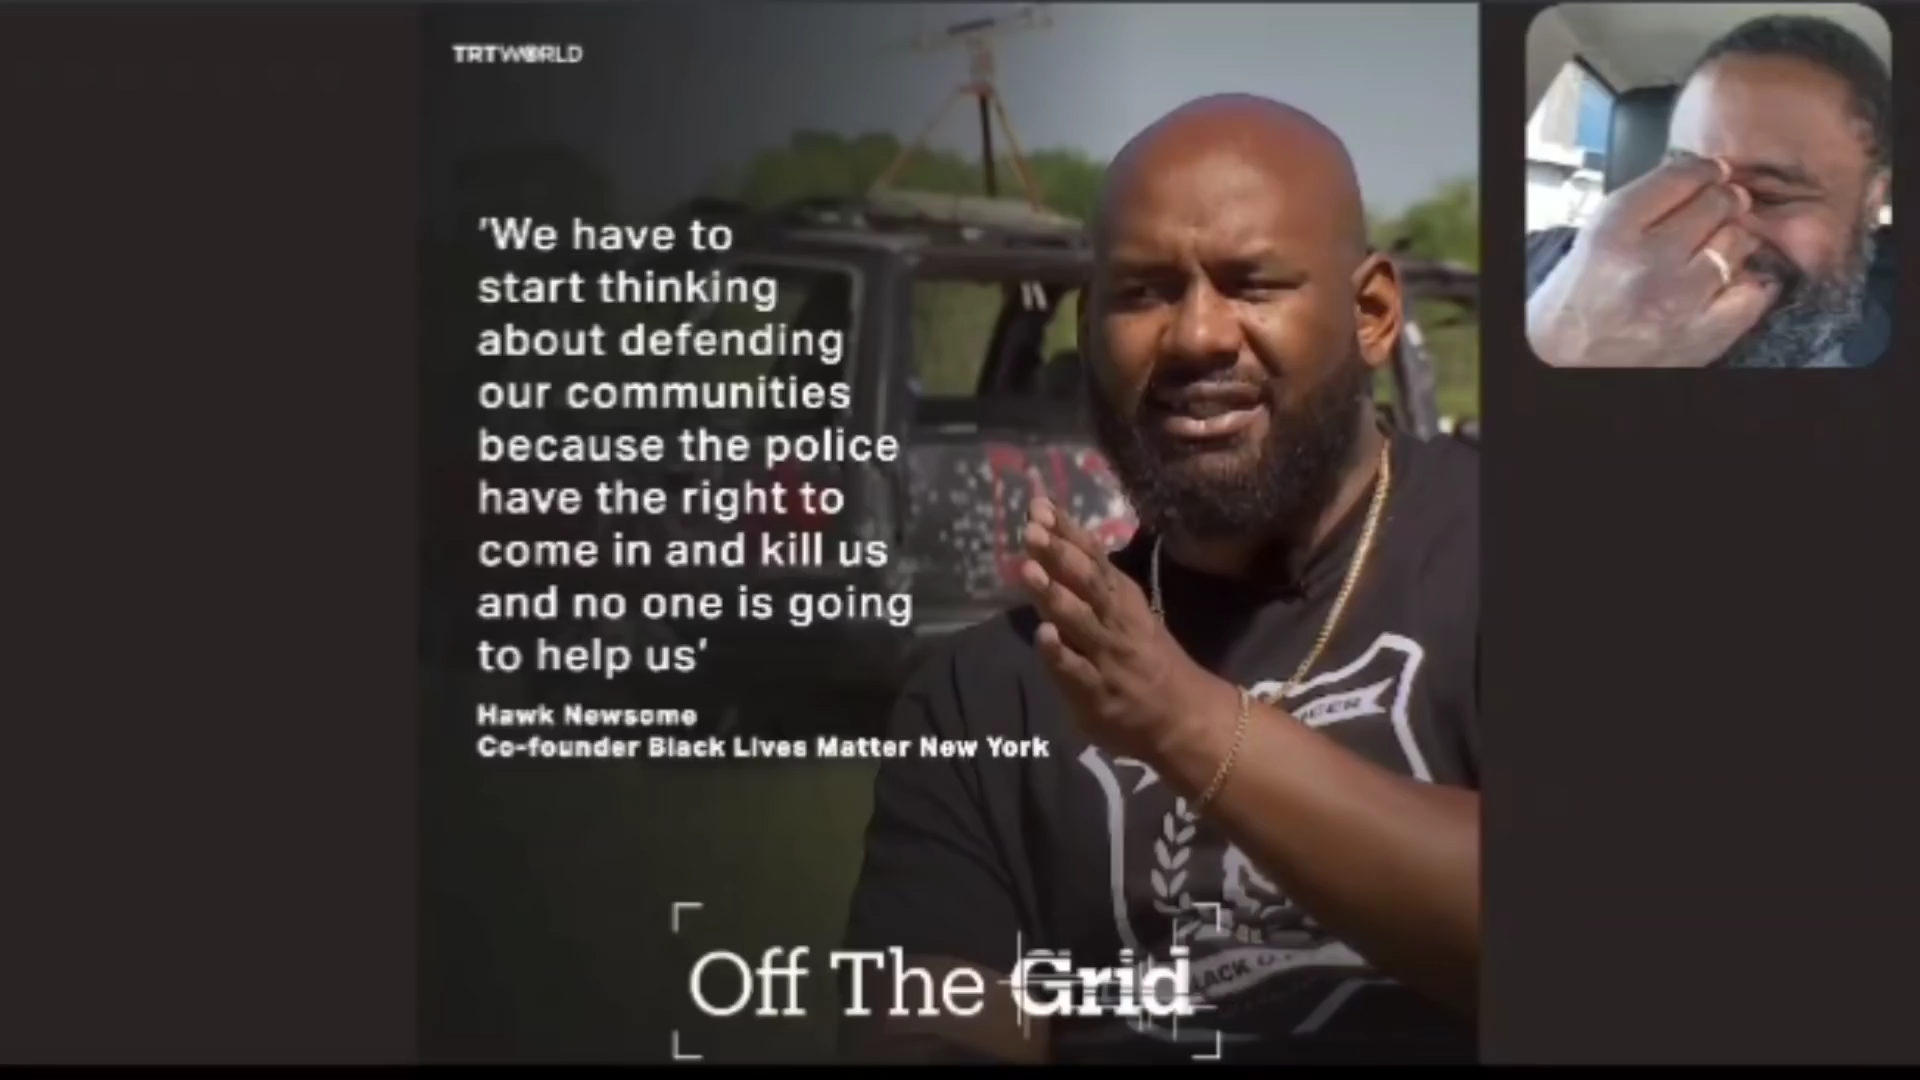 TRT WORLD
'We have to
start thinking
about defending
our communities
because the police
have the right to
come in and kill us
and no one is going
to help us'
Hawk Newsome
Co-founder Black Lives Matter New York
Off The Grid